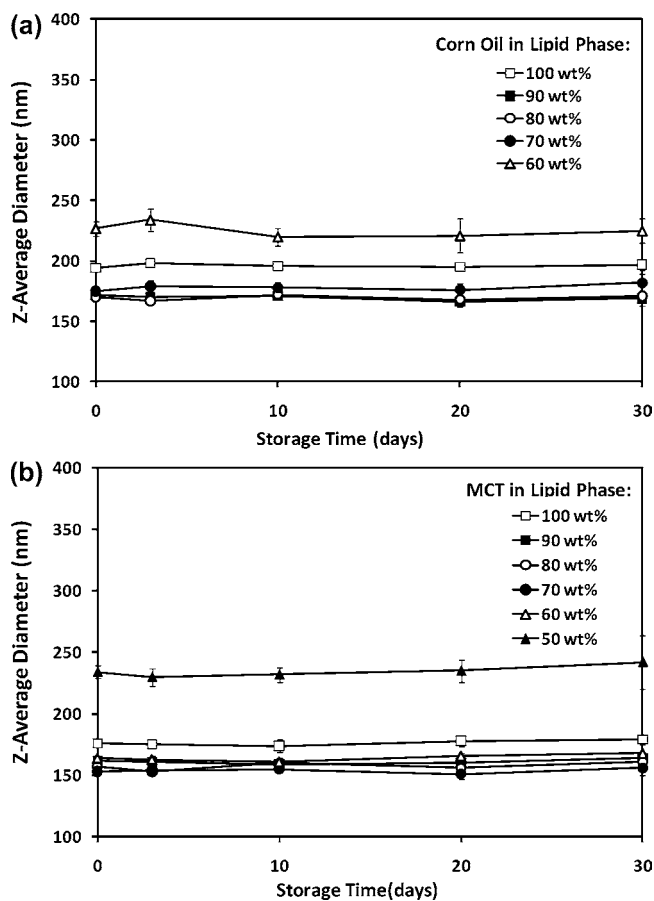 (a)
400
350
300
250
200
150
100
Z-Average Diameter (nm)
Corn Oil in Lipid Phase:
100 wt%
90 wt%
80 wt%
70 wt%
60 wt%
0 10 20 30
Storage Time (days)
(b)
400
350
300
250
200
150
100
Z-Average Diameter (nm)
MCT in Lipid Phase:
100 wt%
90 wt%
80 wt%
70 wt%
60 wt%
50 wt%
0 10 20 30
Storage Time(days)